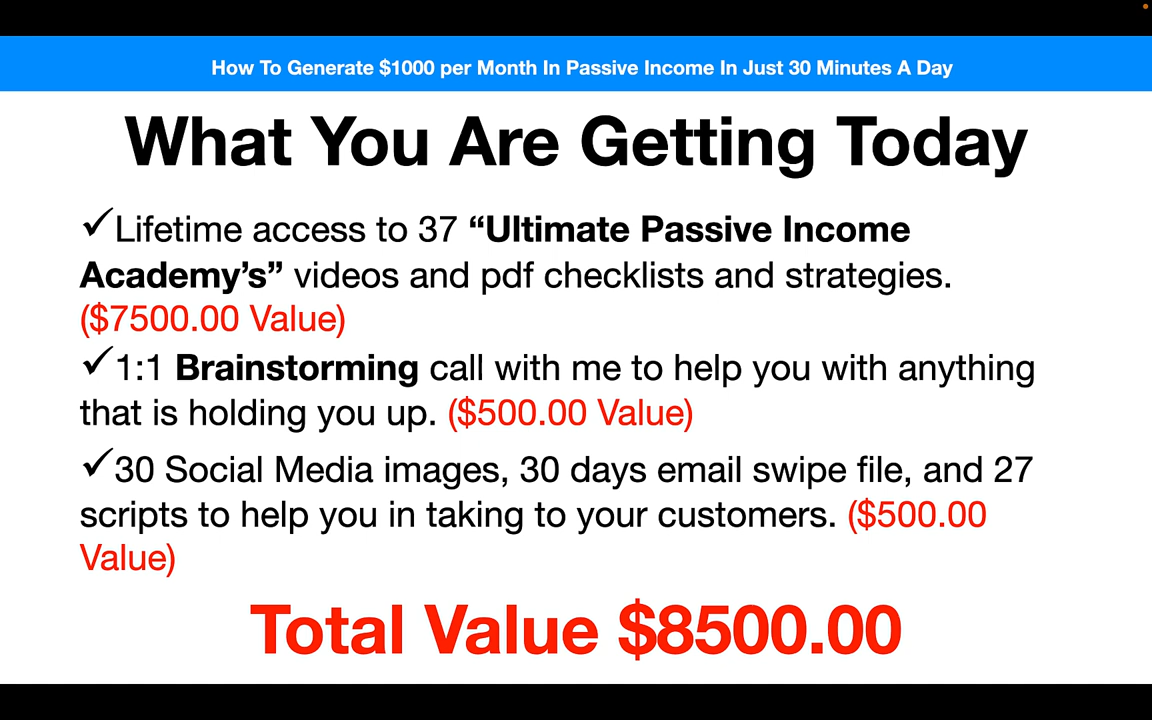 How To Generate $1000 per Month In Passive Income In Just 30 Minutes A Day
What You Are Getting Today
✓Lifetime access to 37 “Ultimate Passive Income
Academy’s” videos and pdf checklists and strategies.
($7500.00 Value)
✓1:1 Brainstorming call with me to help you with anything
that is holding you up. ($500.00 Value)
✓30 Social Media images, 30 days email swipe file, and 27
scripts to help you in taking to your customers. ($500.00
Value)
Total Value $8500.00